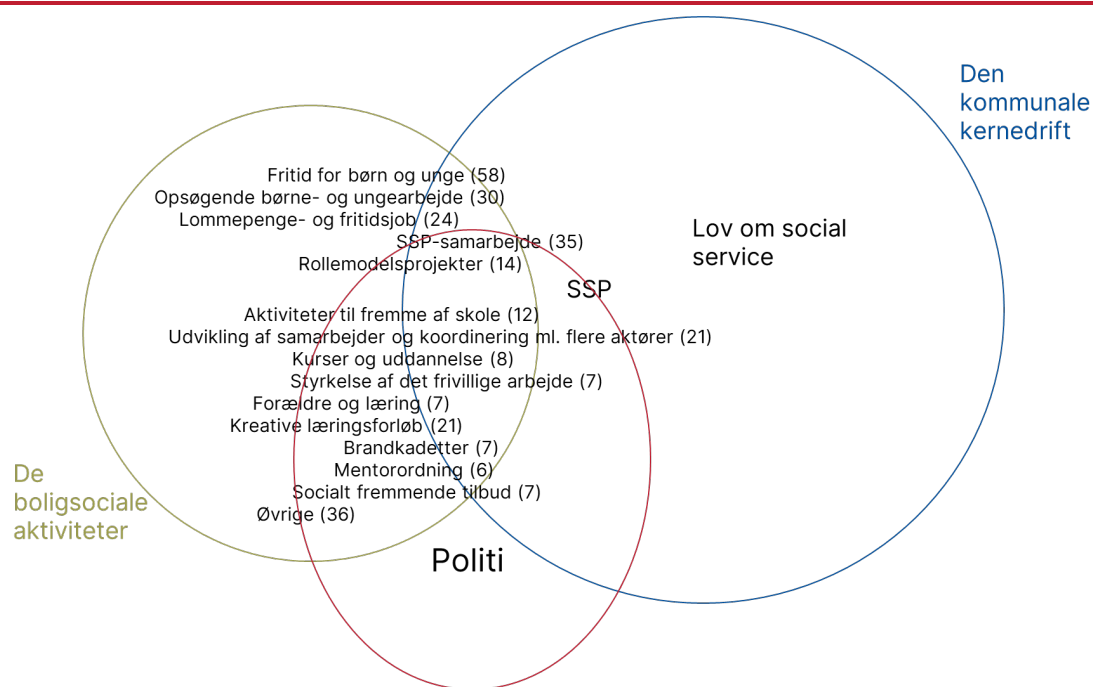 Den
kommunale
kernedrift
Fritid for børn og unge (58)
Opsøgende børne- og ungearbejde (30)
Lommepenge- og fritidsjob (24)
SSP-samarbejde (35)
Rollemodelsprojekter (14)
Lov om social
service
SSP
Aktiviteter til fremme af skole (12)
Udvikling af samarbejder og koordinering ml. flere aktører (21)
Kurser og uddannelse (8)
Styrkelse af det frivillige arbejde (7)
Forældre og læring (7)
Kreative læringsforløb (21)
Brandkadetter (7)
Mentorordning (6)
Socialt fremmende tilbud (7)
Øvrige (36)
De
boligsociale
aktiviteter
Politi